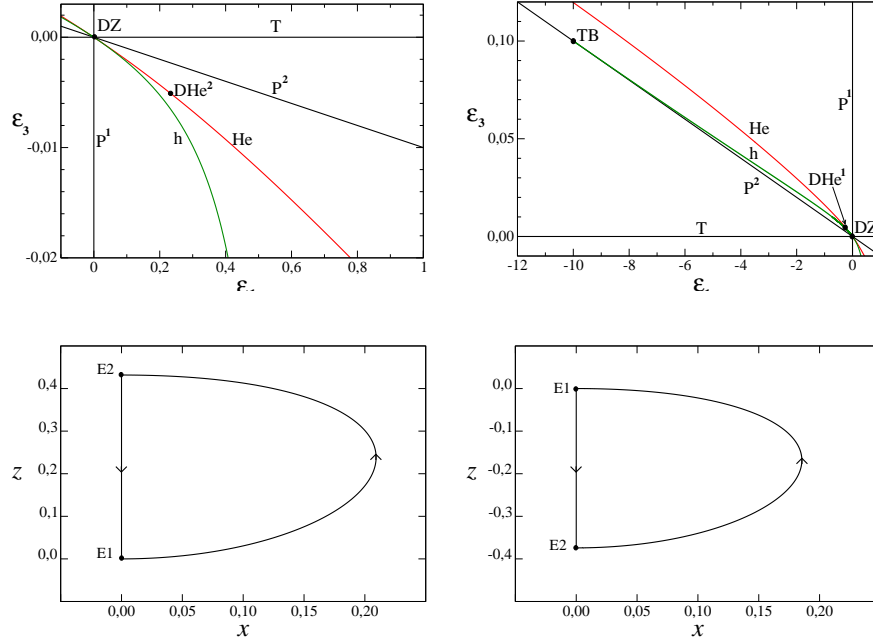 DZ
T
0,00
DHe²
P²
ε₃
P¹
He
-0,01
h
-0,02
0 0,2 0,4 0,6 0,8 1
TB
0,10
P¹
ε₃
He
0,05
h
DHe¹
P²
T
DZ
0,00
-12 -10 -8 -6 -4 -2 0
E2
0,4
0,3
z
0,2
0,1
E1
0,0
0,00 0,05 0,10 0,15 0,20
x
0,0
E1
-0,1
z
-0,2
-0,3
E2
-0,4
0,00 0,05 0,10 0,15 0,20
x